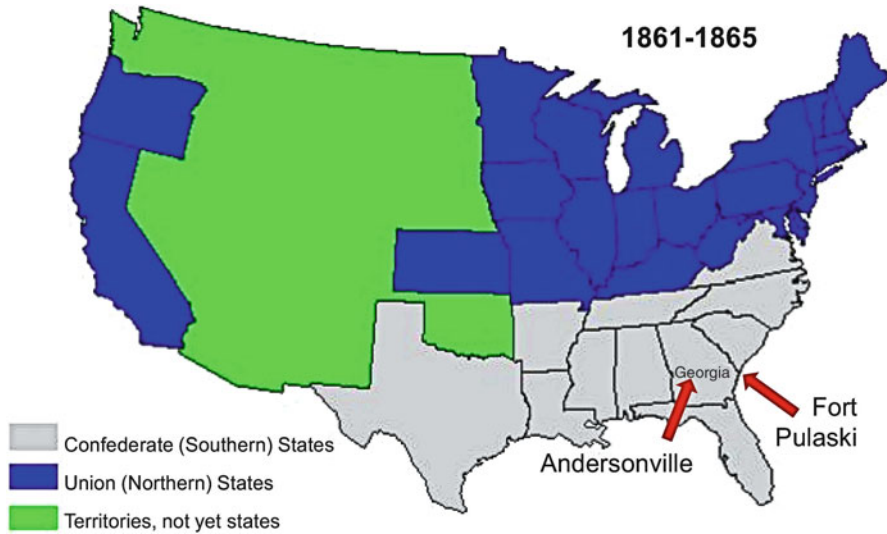 1861-1865
Georgia
Fort
Pulaski
Andersonville
Confederate (Southern) States
Union (Northern) States
Territories, not yet states